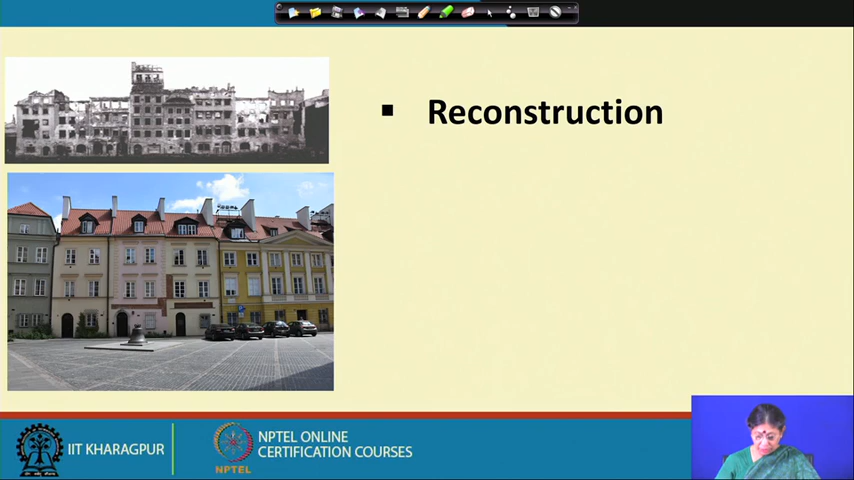 ▪ Reconstruction
IIT KHARAGPUR
NPTEL
NPTEL ONLINE
CERTIFICATION COURSES